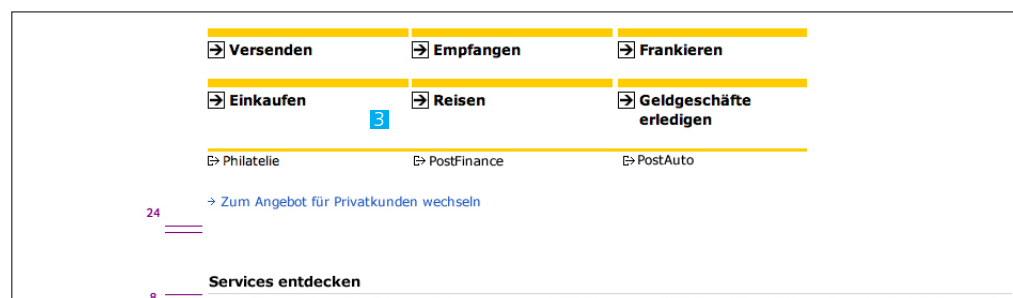 Versenden Empfangen Frankieren
Einkaufen Reisen Geldgeschäfte
erledigen
3
Philatelie PostFinance PostAuto
→ Zum Angebot für Privatkunden wechseln
24
Services entdecken
8